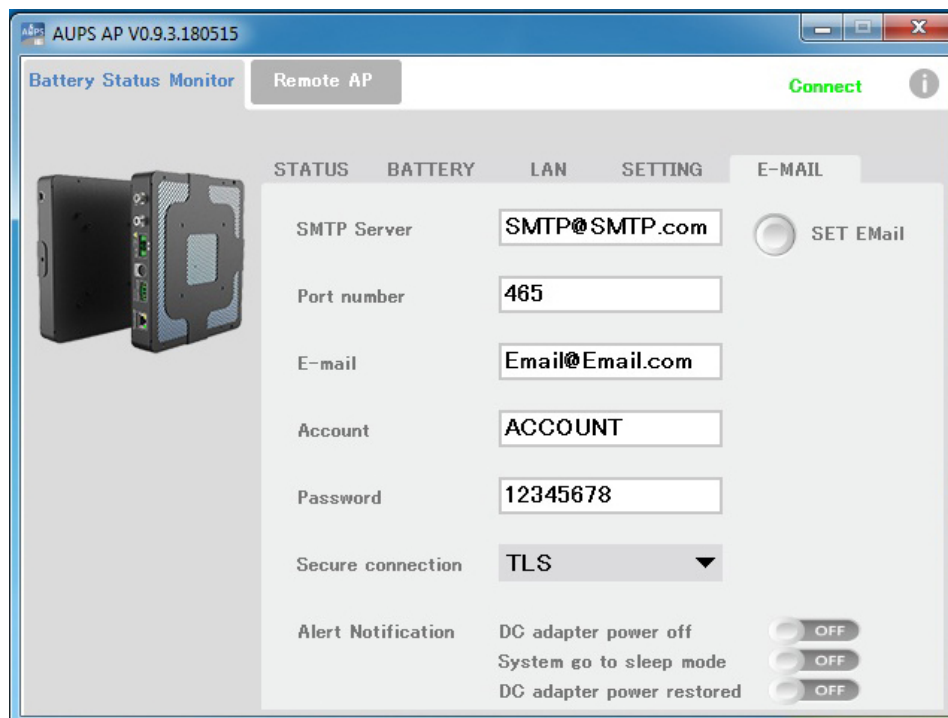 AUPS AP V0.9.3.180515
Battery Status Monitor Remote AP Connect
STATUS BATTERY LAN SETTING E-MAIL
SMTP Server SMTP@SMTP.com SET EMail
Port number 465
E-mail Email@Email.com
Account ACCOUNT
Password 12345678
Secure connection TLS
Alert Notification DC adapter power off OFF
System go to sleep mode OFF
DC adapter power restored OFF